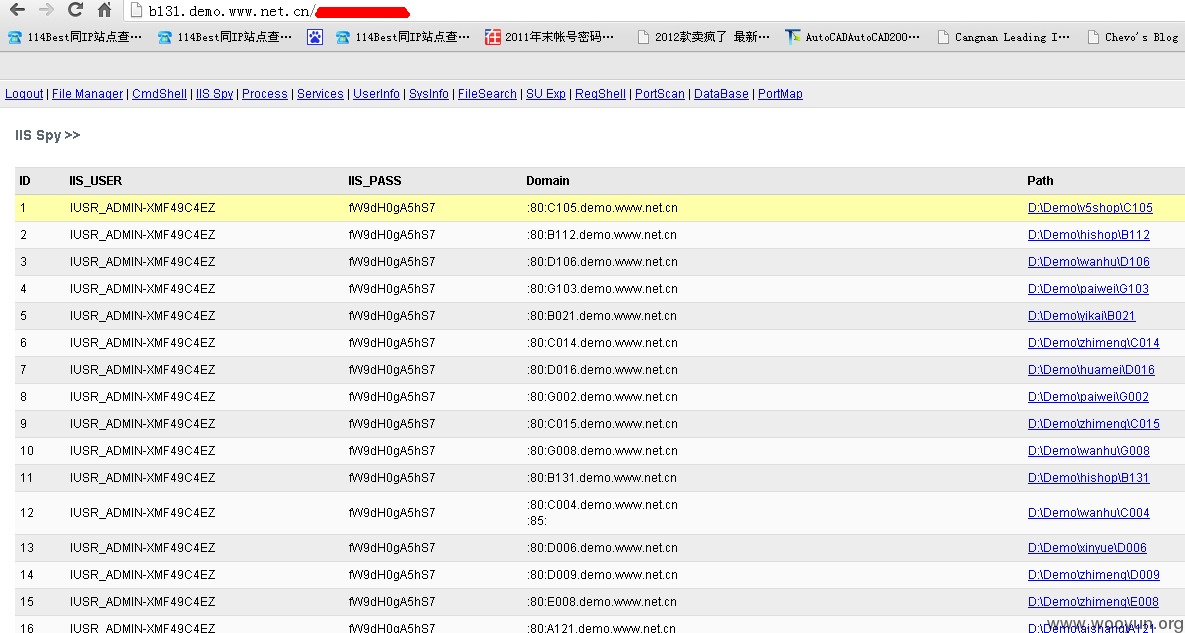 b131.demo.www.net.cn/
114Best同IP站点查… 114Best同IP站点查… 114Best同IP站点查… 2011年末帐号密码… 2012款卖疯了 最新… AutoCADAutoCAD200… Cangnan Leading I… Chevo's Blog
Logout | File Manager | CmdShell | IIS Spy | Process | Services | UserInfo | SysInfo | FileSearch | SU Exp | RegShell | PortScan | DataBase | PortMap
IIS Spy >>
ID IIS_USER IIS_PASS Domain Path
1 IUSR_ADMIN-XMF49C4EZ fW9dH0gA5hS7 :80:C105.demo.www.net.cn D:\Demo\v5shop\C105
2 IUSR_ADMIN-XMF49C4EZ fW9dH0gA5hS7 :80:B112.demo.www.net.cn D:\Demo\hishop\B112
3 IUSR_ADMIN-XMF49C4EZ fW9dH0gA5hS7 :80:D106.demo.www.net.cn D:\Demo\wanhu\D106
4 IUSR_ADMIN-XMF49C4EZ fW9dH0gA5hS7 :80:G103.demo.www.net.cn D:\Demo\paiwei\G103
5 IUSR_ADMIN-XMF49C4EZ fW9dH0gA5hS7 :80:B021.demo.www.net.cn D:\Demo\yikai\B021
6 IUSR_ADMIN-XMF49C4EZ fW9dH0gA5hS7 :80:C014.demo.www.net.cn D:\Demo\zhimeng\C014
7 IUSR_ADMIN-XMF49C4EZ fW9dH0gA5hS7 :80:D016.demo.www.net.cn D:\Demo\huamei\D016
8 IUSR_ADMIN-XMF49C4EZ fW9dH0gA5hS7 :80:G002.demo.www.net.cn D:\Demo\paiwei\G002
9 IUSR_ADMIN-XMF49C4EZ fW9dH0gA5hS7 :80:C015.demo.www.net.cn D:\Demo\zhimeng\C015
10 IUSR_ADMIN-XMF49C4EZ fW9dH0gA5hS7 :80:G008.demo.www.net.cn D:\Demo\wanhu\G008
11 IUSR_ADMIN-XMF49C4EZ fW9dH0gA5hS7 :80:B131.demo.www.net.cn D:\Demo\hishop\B131
12 IUSR_ADMIN-XMF49C4EZ fW9dH0gA5hS7 :80:C004.demo.www.net.cn D:\Demo\wanhu\C004
:85:
13 IUSR_ADMIN-XMF49C4EZ fW9dH0gA5hS7 :80:D006.demo.www.net.cn D:\Demo\xinyue\D006
14 IUSR_ADMIN-XMF49C4EZ fW9dH0gA5hS7 :80:D009.demo.www.net.cn D:\Demo\zhimeng\D009
15 IUSR_ADMIN-XMF49C4EZ fW9dH0gA5hS7 :80:E008.demo.www.net.cn D:\Demo\zhimeng\E008
16 IUSR_ADMIN-XMF49C4EZ fW9dH0gA5hS7 :80:A121.demo.www.net.cn D:\Demo\aishang\A121
www.wooyun.org